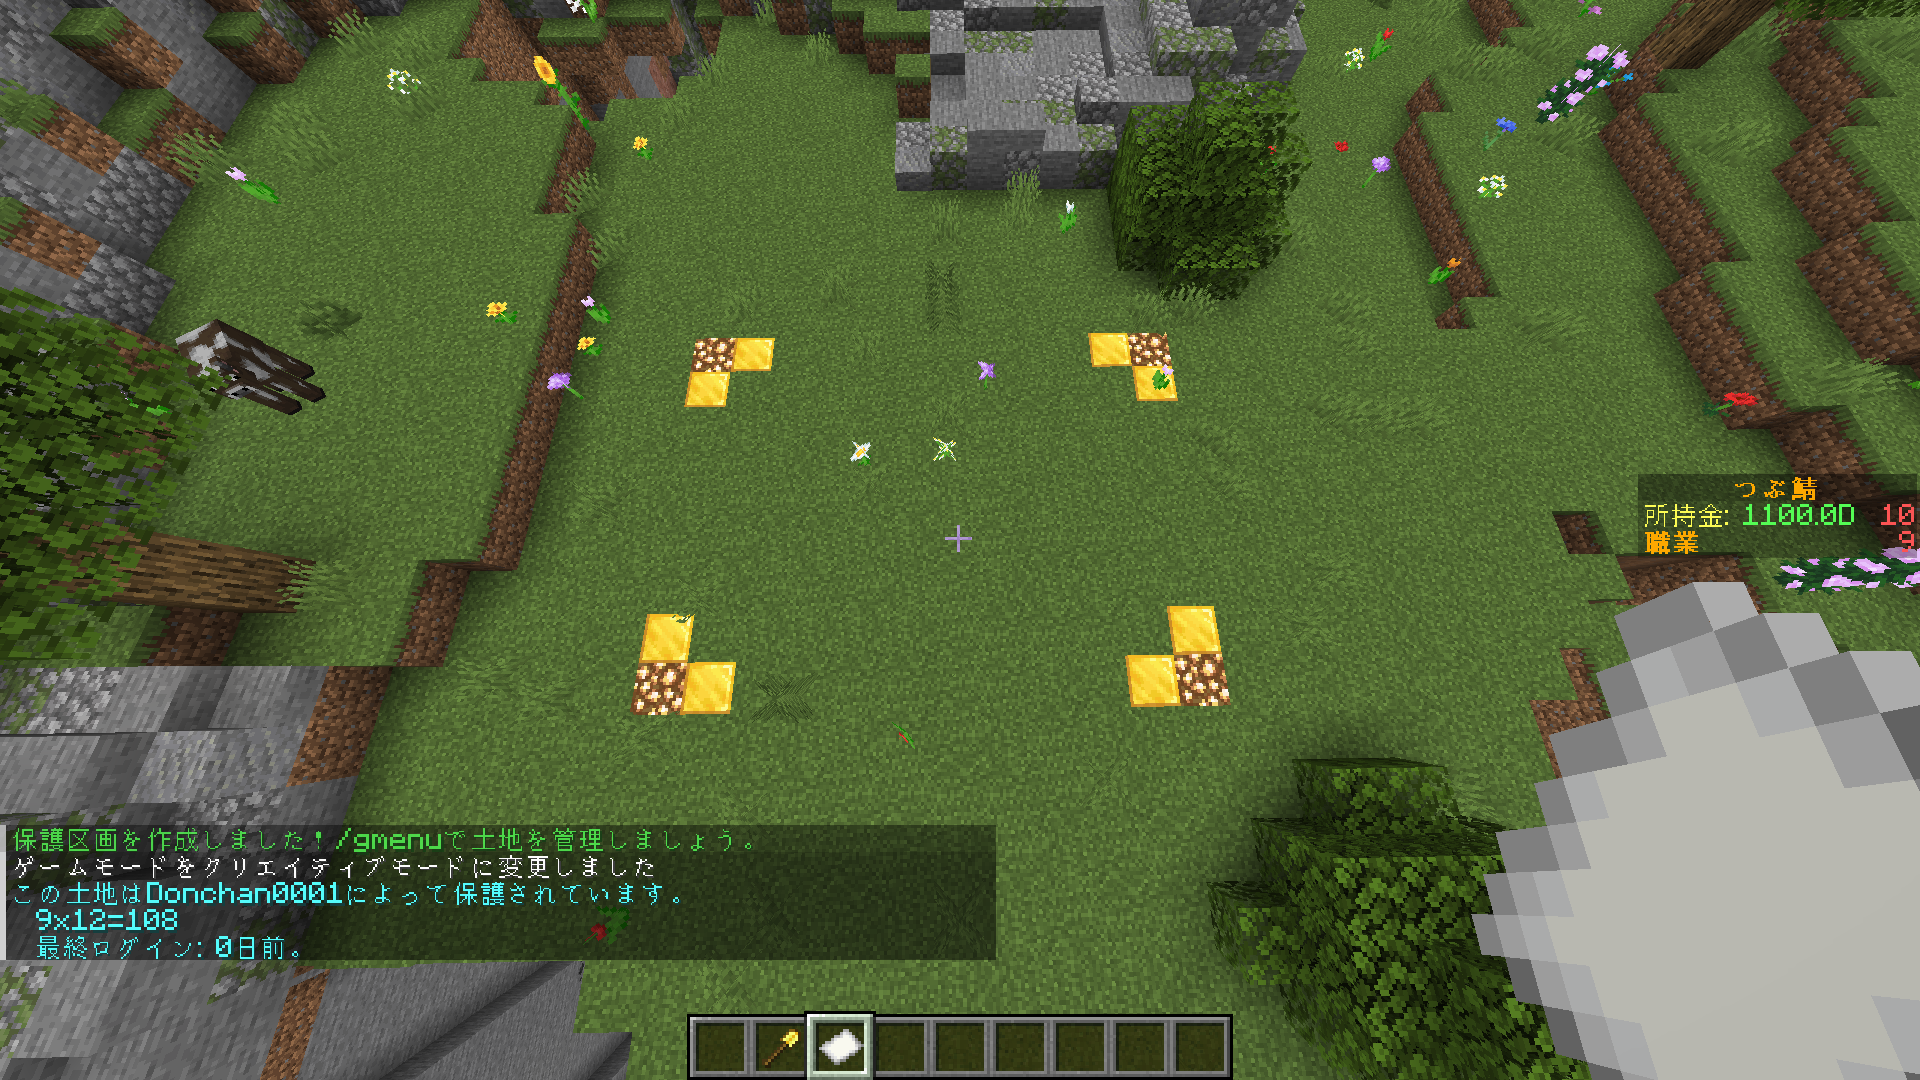 つぶ鯖
所持金: 1100.0D 10
職業 9
保護区画を作成しました！/gmenuで土地を管理しましょう。
ゲームモードをクリエイティブモードに変更しました
この土地はDonchan0001によって保護されています。
9x12=108
最終ログイン: 0日前。